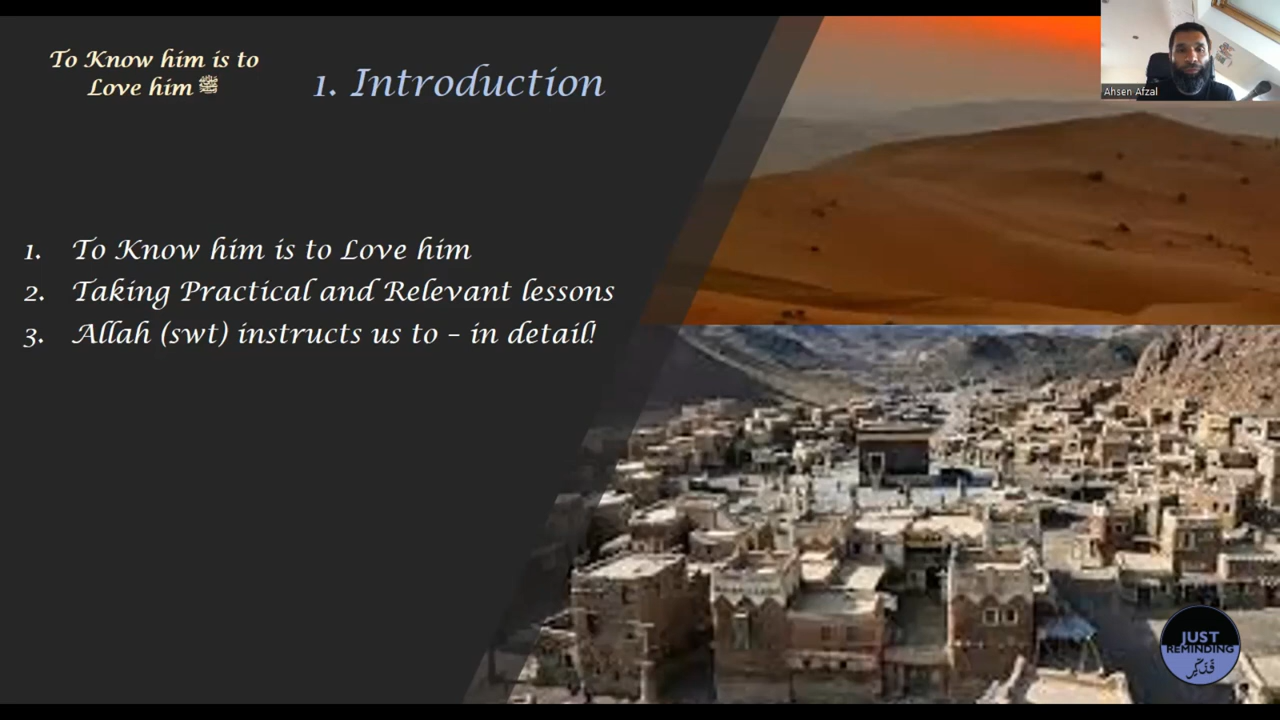 To Know him is to
Love him ﷺ
1. Introduction
1. To Know him is to Love him
2. Taking Practical and Relevant lessons
3. Allah (swt) instructs us to – in detail!
Ahsen Afzal
JUST
REMINDING
فَذَكِّر